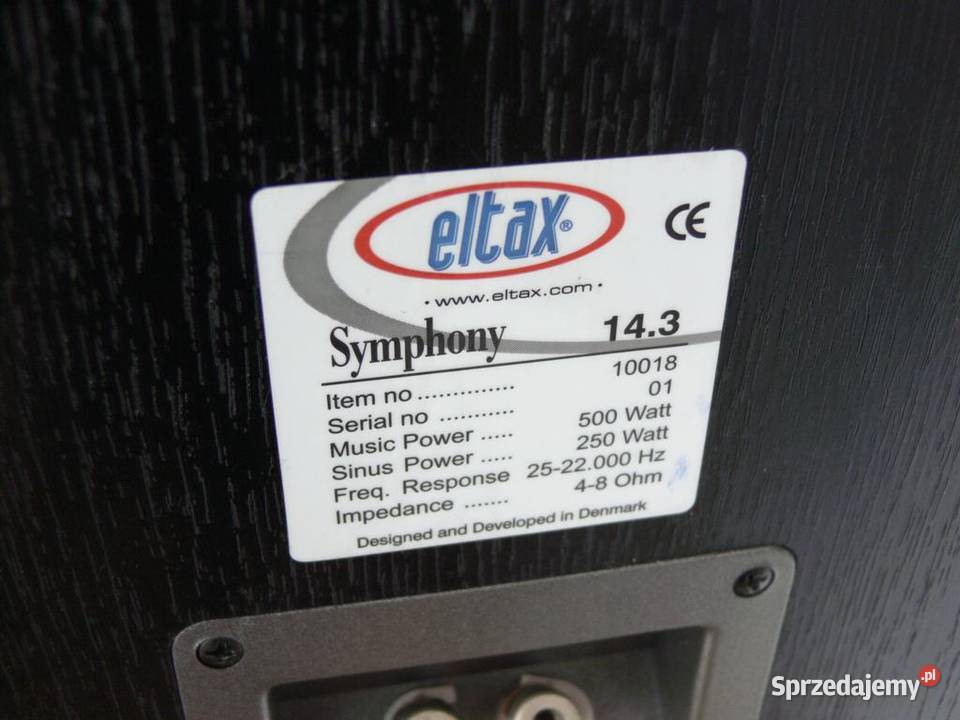 eltax®
CE
· www.eltax.com ·
Symphony 14.3
Item no .............. 10018
Serial no ............ 01
Music Power ..... 500 Watt
Sinus Power ..... 250 Watt
Freq. Response 25-22.000 Hz
Impedance ....... 4-8 Ohm
Designed and Developed in Denmark
Sprzedajemy.pl